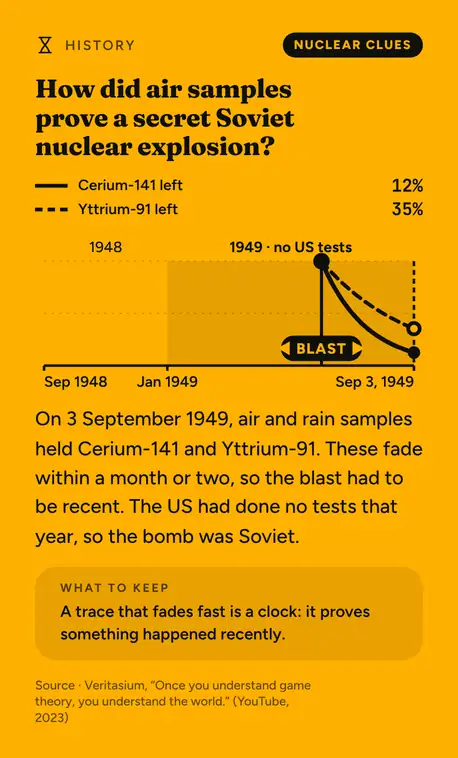 HISTORY
NUCLEAR CLUES
How did air samples
prove a secret Soviet
nuclear explosion?
Cerium-141 left 12%
Yttrium-91 left 35%
1948
1949 · no US tests
BLAST
Sep 1948
Jan 1949
Sep 3, 1949
On 3 September 1949, air and rain samples
held Cerium-141 and Yttrium-91. These fade
within a month or two, so the blast had to
be recent. The US had done no tests that
year, so the bomb was Soviet.
WHAT TO KEEP
A trace that fades fast is a clock: it proves
something happened recently.
Source · Veritasium, “Once you understand game
theory, you understand the world.” (YouTube,
2023)